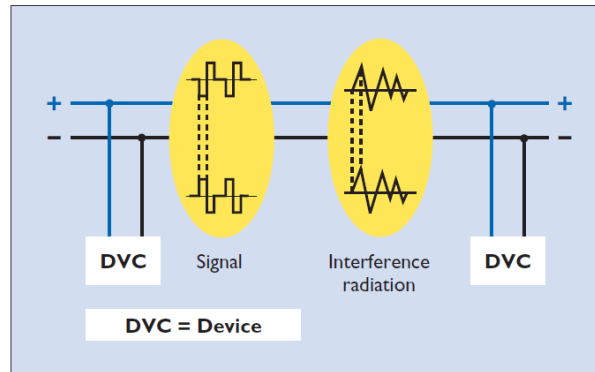 + +
− −
DVC Signal Interference radiation DVC
DVC = Device